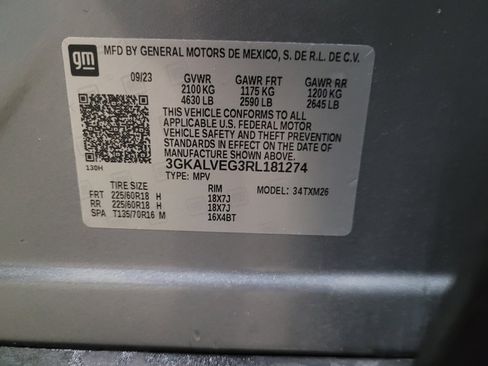 gm
MFD BY GENERAL MOTORS DE MEXICO, S. DE R.L. DE C.V.
09/23 GVWR GAWR FRT GAWR RR
2100 KG 1175 KG 1200 KG
4630 LB 2590 LB 2645 LB
THIS VEHICLE CONFORMS TO ALL
APPLICABLE U.S. FEDERAL MOTOR
VEHICLE SAFETY AND THEFT PREVENTION
STANDARDS IN EFFECT ON THE DATE OF
MANUFACTURE SHOWN ABOVE.
130H 3GKALVEG3RL181274
TYPE: MPV
TIRE SIZE RIM MODEL: 34TXM26
FRT 225/60R18 H 18X7J
RR 225/60R18 H 18X7J
SPA T135/70R16 M 16X4BT